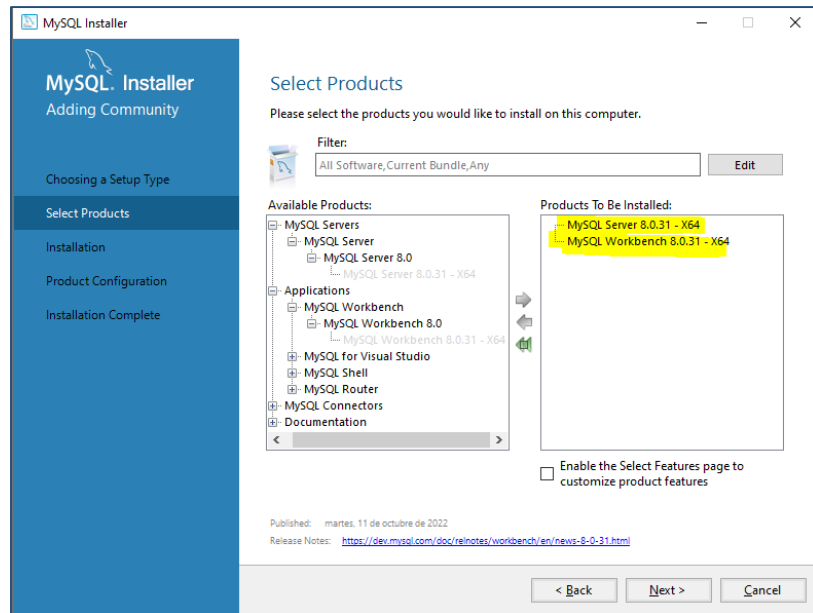 MySQL Installer
MySQL. Installer
Adding Community
Choosing a Setup Type
Select Products
Installation
Product Configuration
Installation Complete
Select Products
Please select the products you would like to install on this computer.
Filter:
All Software,Current Bundle,Any
Edit
Available Products:
MySQL Servers
MySQL Server
MySQL Server 8.0
MySQL Server 8.0.31 - X64
Applications
MySQL Workbench
MySQL Workbench 8.0
MySQL Workbench 8.0.31 - X64
MySQL for Visual Studio
MySQL Shell
MySQL Router
MySQL Connectors
Documentation
Products To Be Installed:
MySQL Server 8.0.31 - X64
MySQL Workbench 8.0.31 - X64
Enable the Select Features page to
customize product features
Published: martes, 11 de octubre de 2022
Release Notes: https://dev.mysql.com/doc/relnotes/workbench/en/news-8-0-31.html
< Back
Next >
Cancel